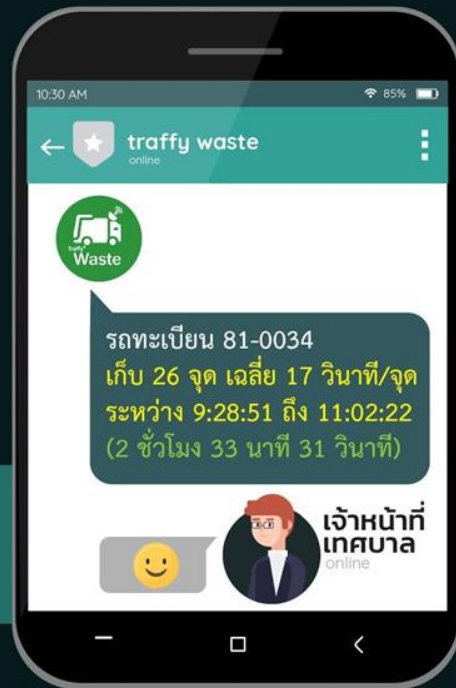 10:30 AM
85%
traffy waste
online
Traffy
Waste
รถทะเบียน 81-0034
เก็บ 26 จุด เฉลี่ย 17 วินาที/จุด
ระหว่าง 9:28:51 ถึง 11:02:22
(2 ชั่วโมง 33 นาที 31 วินาที)
เจ้าหน้าที่
เทศบาล
online